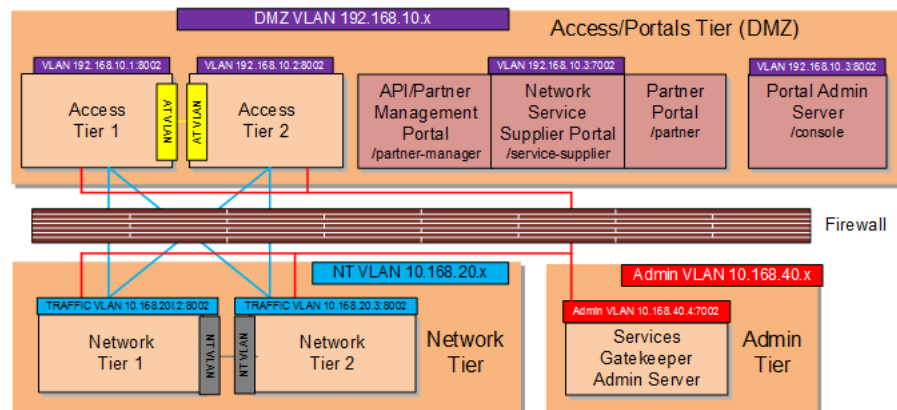 DMZ VLAN 192.168.10.x
Access/Portals Tier (DMZ)
VLAN 192.168.10.1:8002
VLAN 192.168.10.2:8002
VLAN 192.168.10.3:7002
VLAN 192.168.10.3:8002
Access
Tier 1
AT VLAN
AT VLAN
Access
Tier 2
API/Partner
Management
Portal
/partner-manager
Network
Service
Supplier Portal
/service-supplier
Partner
Portal
/partner
Portal Admin
Server
/console
Firewall
NT VLAN 10.168.20.x
Admin VLAN 10.168.40.x
TRAFFIC VLAN 10.168.20l.2:8002
TRAFFIC VLAN 10.168.20.3:8002
Admin VLAN 10.168.40.4:7002
Network
Tier 1
NT VLAN
NT VLAN
Network
Tier 2
Network
Tier
Services
Gatekeeper
Admin Server
Admin
Tier